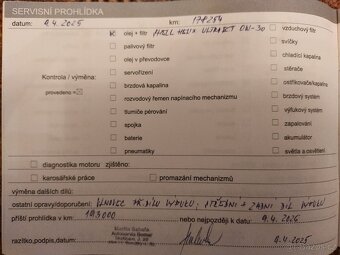 SERVISNÍ PROHLÍDKA
datum: 9.4.2025 km: 178254
olej + filtr SHELL HELIX ULTRA ECT 0W-30
vzduchový filtr
palivový filtr
svíčky
olej v převodovce
chladící kapalina
servořízení
stěrače
Kontrola / výměna:
brzdová kapalina
ostřikovače/kapalina
provedeno =
rozvodový řemen napínacího mechanizmu
brzdový systém
tlumiče pérování
výfukový systém
spojka
zapalování
baterie
akumulátor
pneumatiky
světla a osvětlení
diagnostika motoru zjištěno:
karosářské práce
promazání mechanizmů
výměna dalších dílů:
ostatní opravy/doporučení: VÝFUKU
příští prohlídka v km: 193000 nebo nejpozději k datu: 9.4.2026
razítko,podpis,datum: 9.4.2025